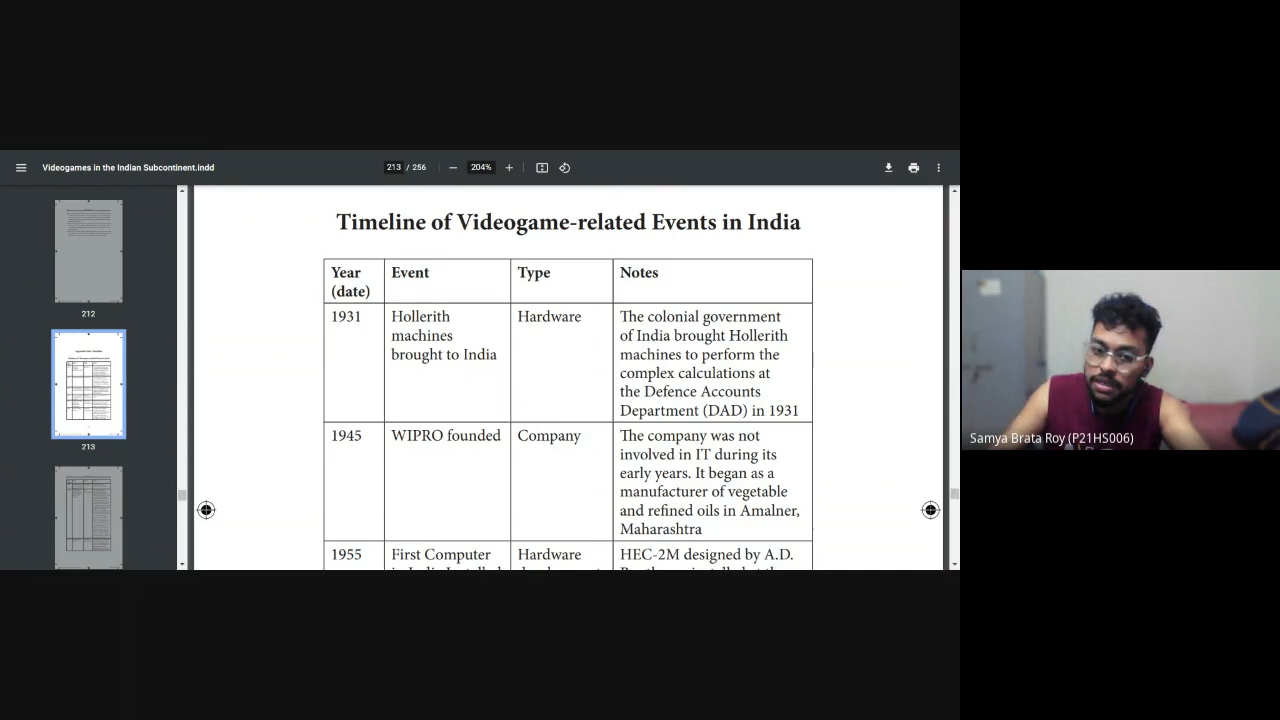 Videogames in the Indian Subcontinent.indd
213 / 256
204%
212
213
Timeline of Videogame-related Events in India
Year (date) Event Type Notes
1931 Hollerith machines brought to India Hardware The colonial government of India brought Hollerith machines to perform the complex calculations at the Defence Accounts Department (DAD) in 1931
1945 WIPRO founded Company The company was not involved in IT during its early years. It began as a manufacturer of vegetable and refined oils in Amalner, Maharashtra
1955 First Computer Hardware HEC-2M designed by A.D.
Samya Brata Roy (P21HS006)